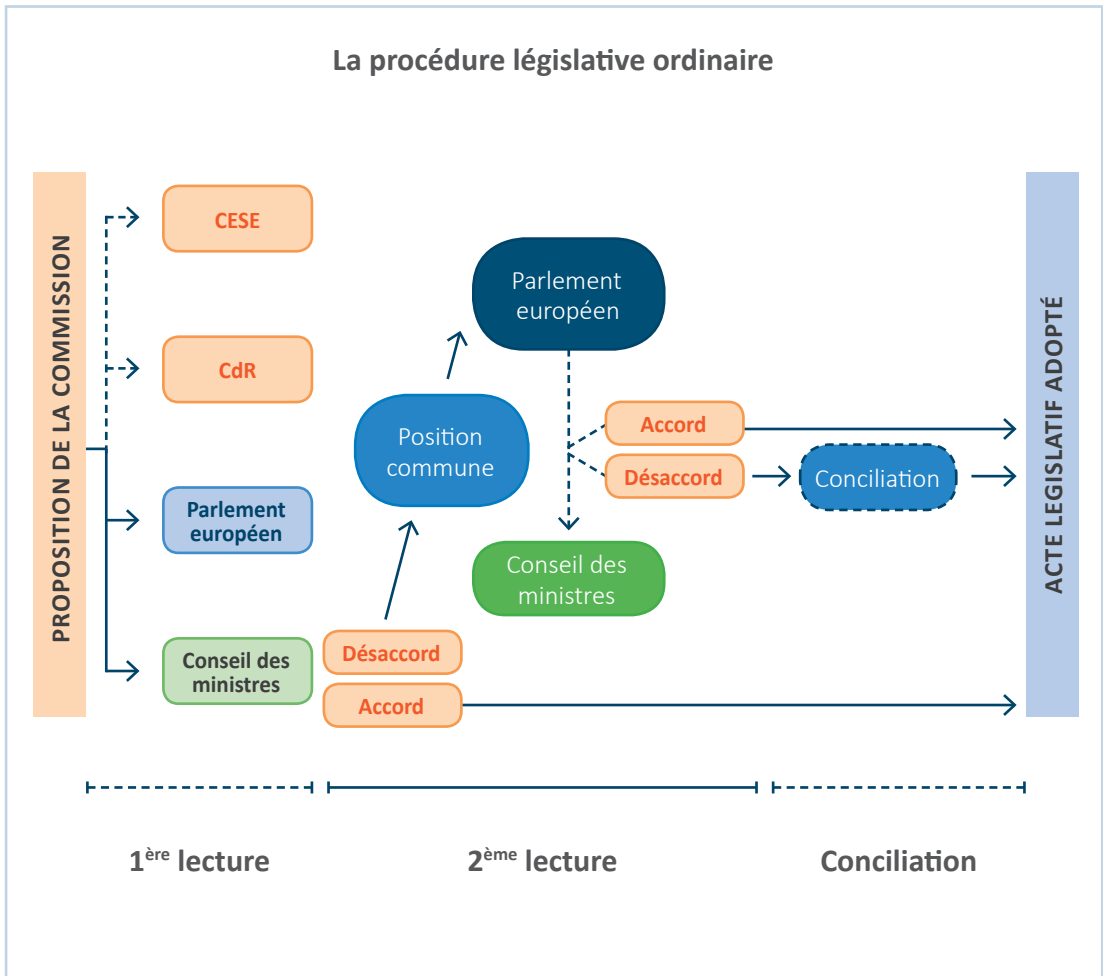 La procédure législative ordinaire
PROPOSITION DE LA COMMISSION
CESE
CdR
Parlement
européen
Conseil des
ministres
Désaccord
Accord
Position
commune
Parlement
européen
Conseil des
ministres
Accord
Désaccord
Conciliation
ACTE LEGISLATIF ADOPTÉ
1ère lecture
2ème lecture
Conciliation